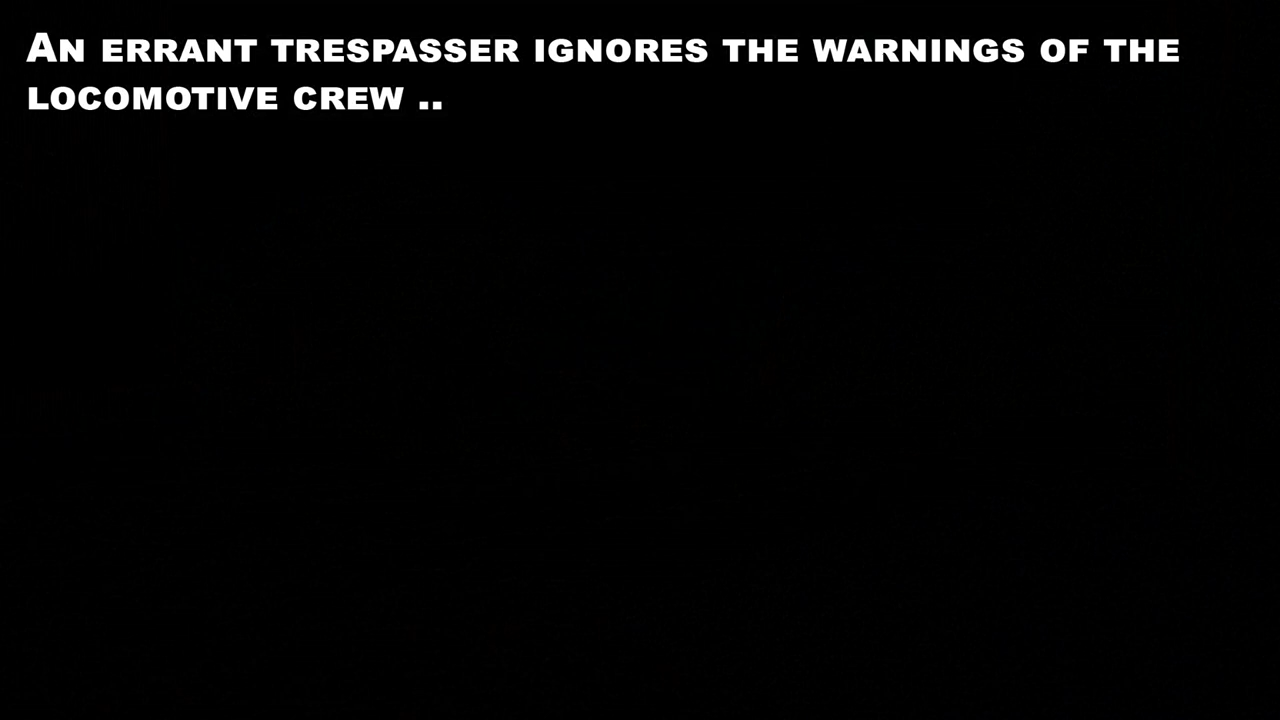 An errant trespasser ignores the warnings of the
locomotive crew ..